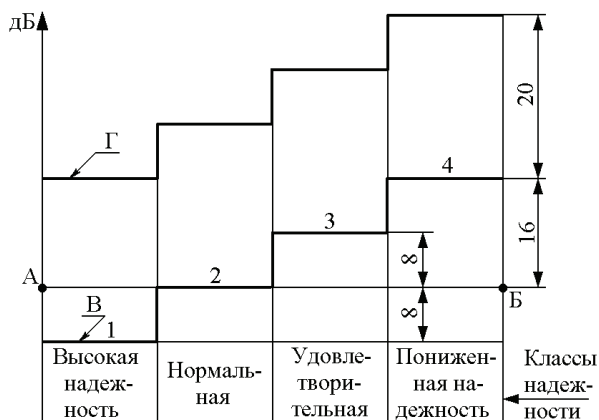 дБ
Г
20
4
16
3
8
2
А
Б
В
8
1
Высокая
надеж-
ность
Нормаль-
ная
Удовле-
твори-
тельная
Понижен-
ная на-
дежность
Классы
надеж-
ности